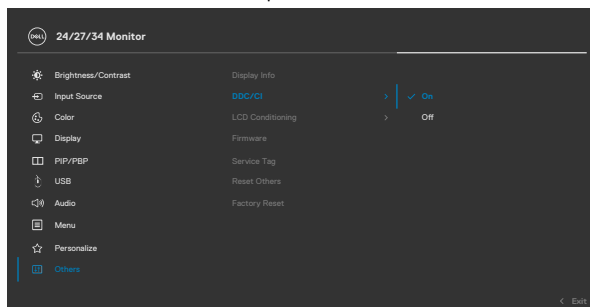 DELL
24/27/34 Monitor
Brightness/Contrast
Input Source
Color
Display
PIP/PBP
USB
Audio
Menu
Personalize
Others
Display Info
DDC/CI
LCD Conditioning
Firmware
Service Tag
Reset Others
Factory Reset
On
Off
Exit